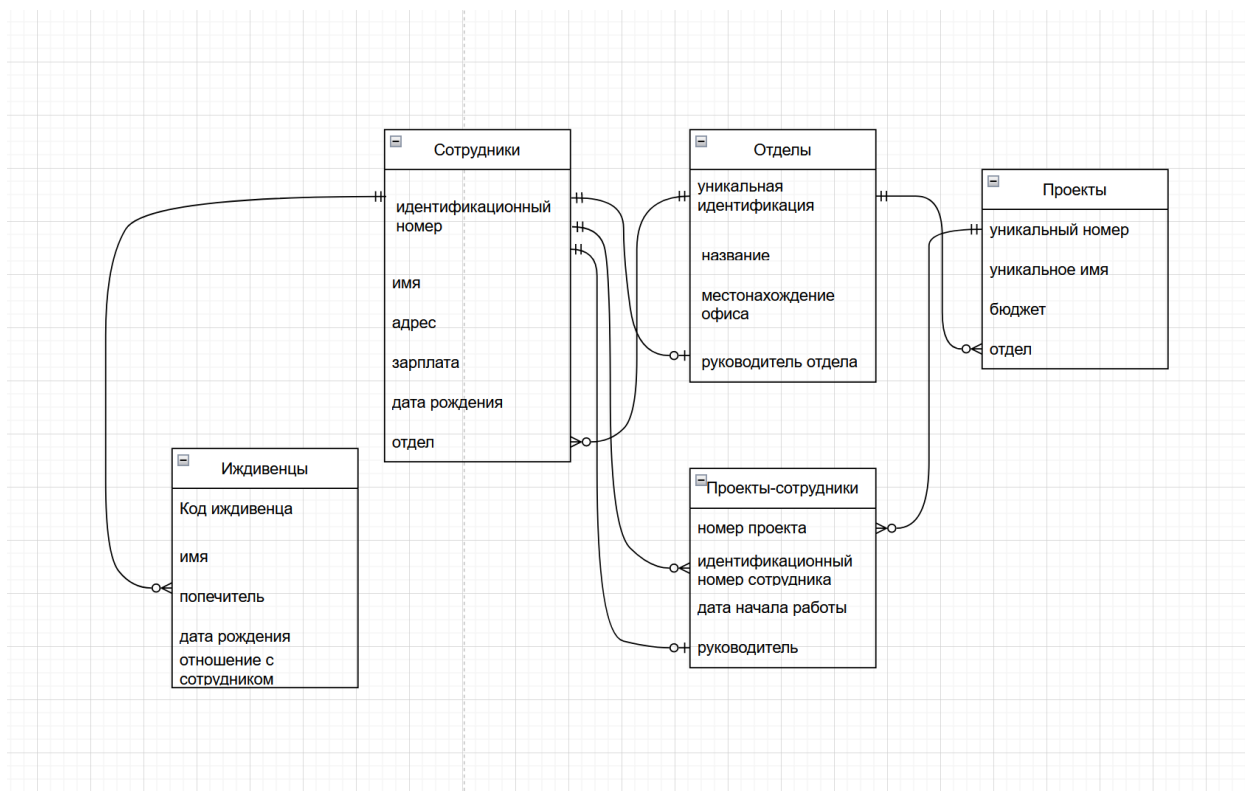 Сотрудники
идентификационный
номер
имя
адрес
зарплата
дата рождения
отдел
Отделы
уникальная
идентификация
название
местонахождение
офиса
руководитель отдела
Проекты
уникальный номер
уникальное имя
бюджет
отдел
Иждивенцы
Код иждивенца
имя
попечитель
дата рождения
отношение с
сотрудником
Проекты-сотрудники
номер проекта
идентификационный
номер сотрудника
дата начала работы
руководитель